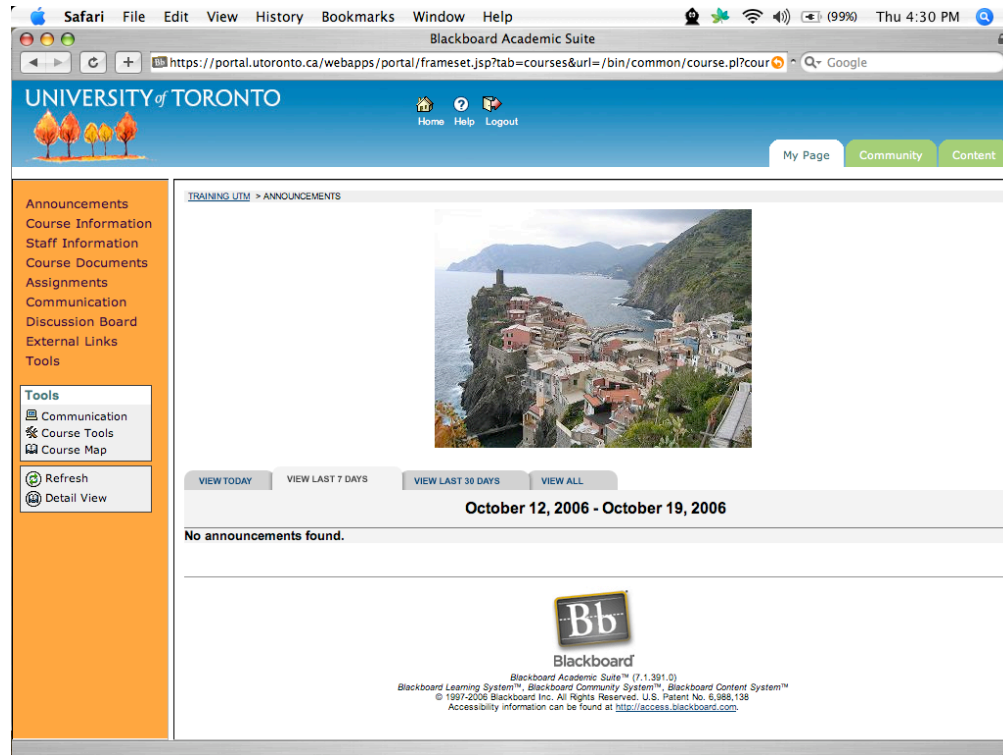 Safari File Edit View History Bookmarks Window Help (99%) Thu 4:30 PM
Blackboard Academic Suite
https://portal.utoronto.ca/webapps/portal/frameset.jsp?tab=courses&url=/bin/common/course.pl?cour Google
UNIVERSITY of TORONTO
Home Help Logout
My Page Community Content
TRAINING UTM > ANNOUNCEMENTS
Announcements
Course Information
Staff Information
Course Documents
Assignments
Communication
Discussion Board
External Links
Tools
Tools
Communication
Course Tools
Course Map
Refresh
Detail View
VIEW TODAY VIEW LAST 7 DAYS VIEW LAST 30 DAYS VIEW ALL
October 12, 2006 - October 19, 2006
No announcements found.
Bb
Blackboard
Blackboard Academic Suite™ (7.1.391.0)
Blackboard Learning System™, Blackboard Community System™, Blackboard Content System™
© 1997-2006 Blackboard Inc. All Rights Reserved. U.S. Patent No. 6,988,138
Accessibility information can be found at http://access.blackboard.com.